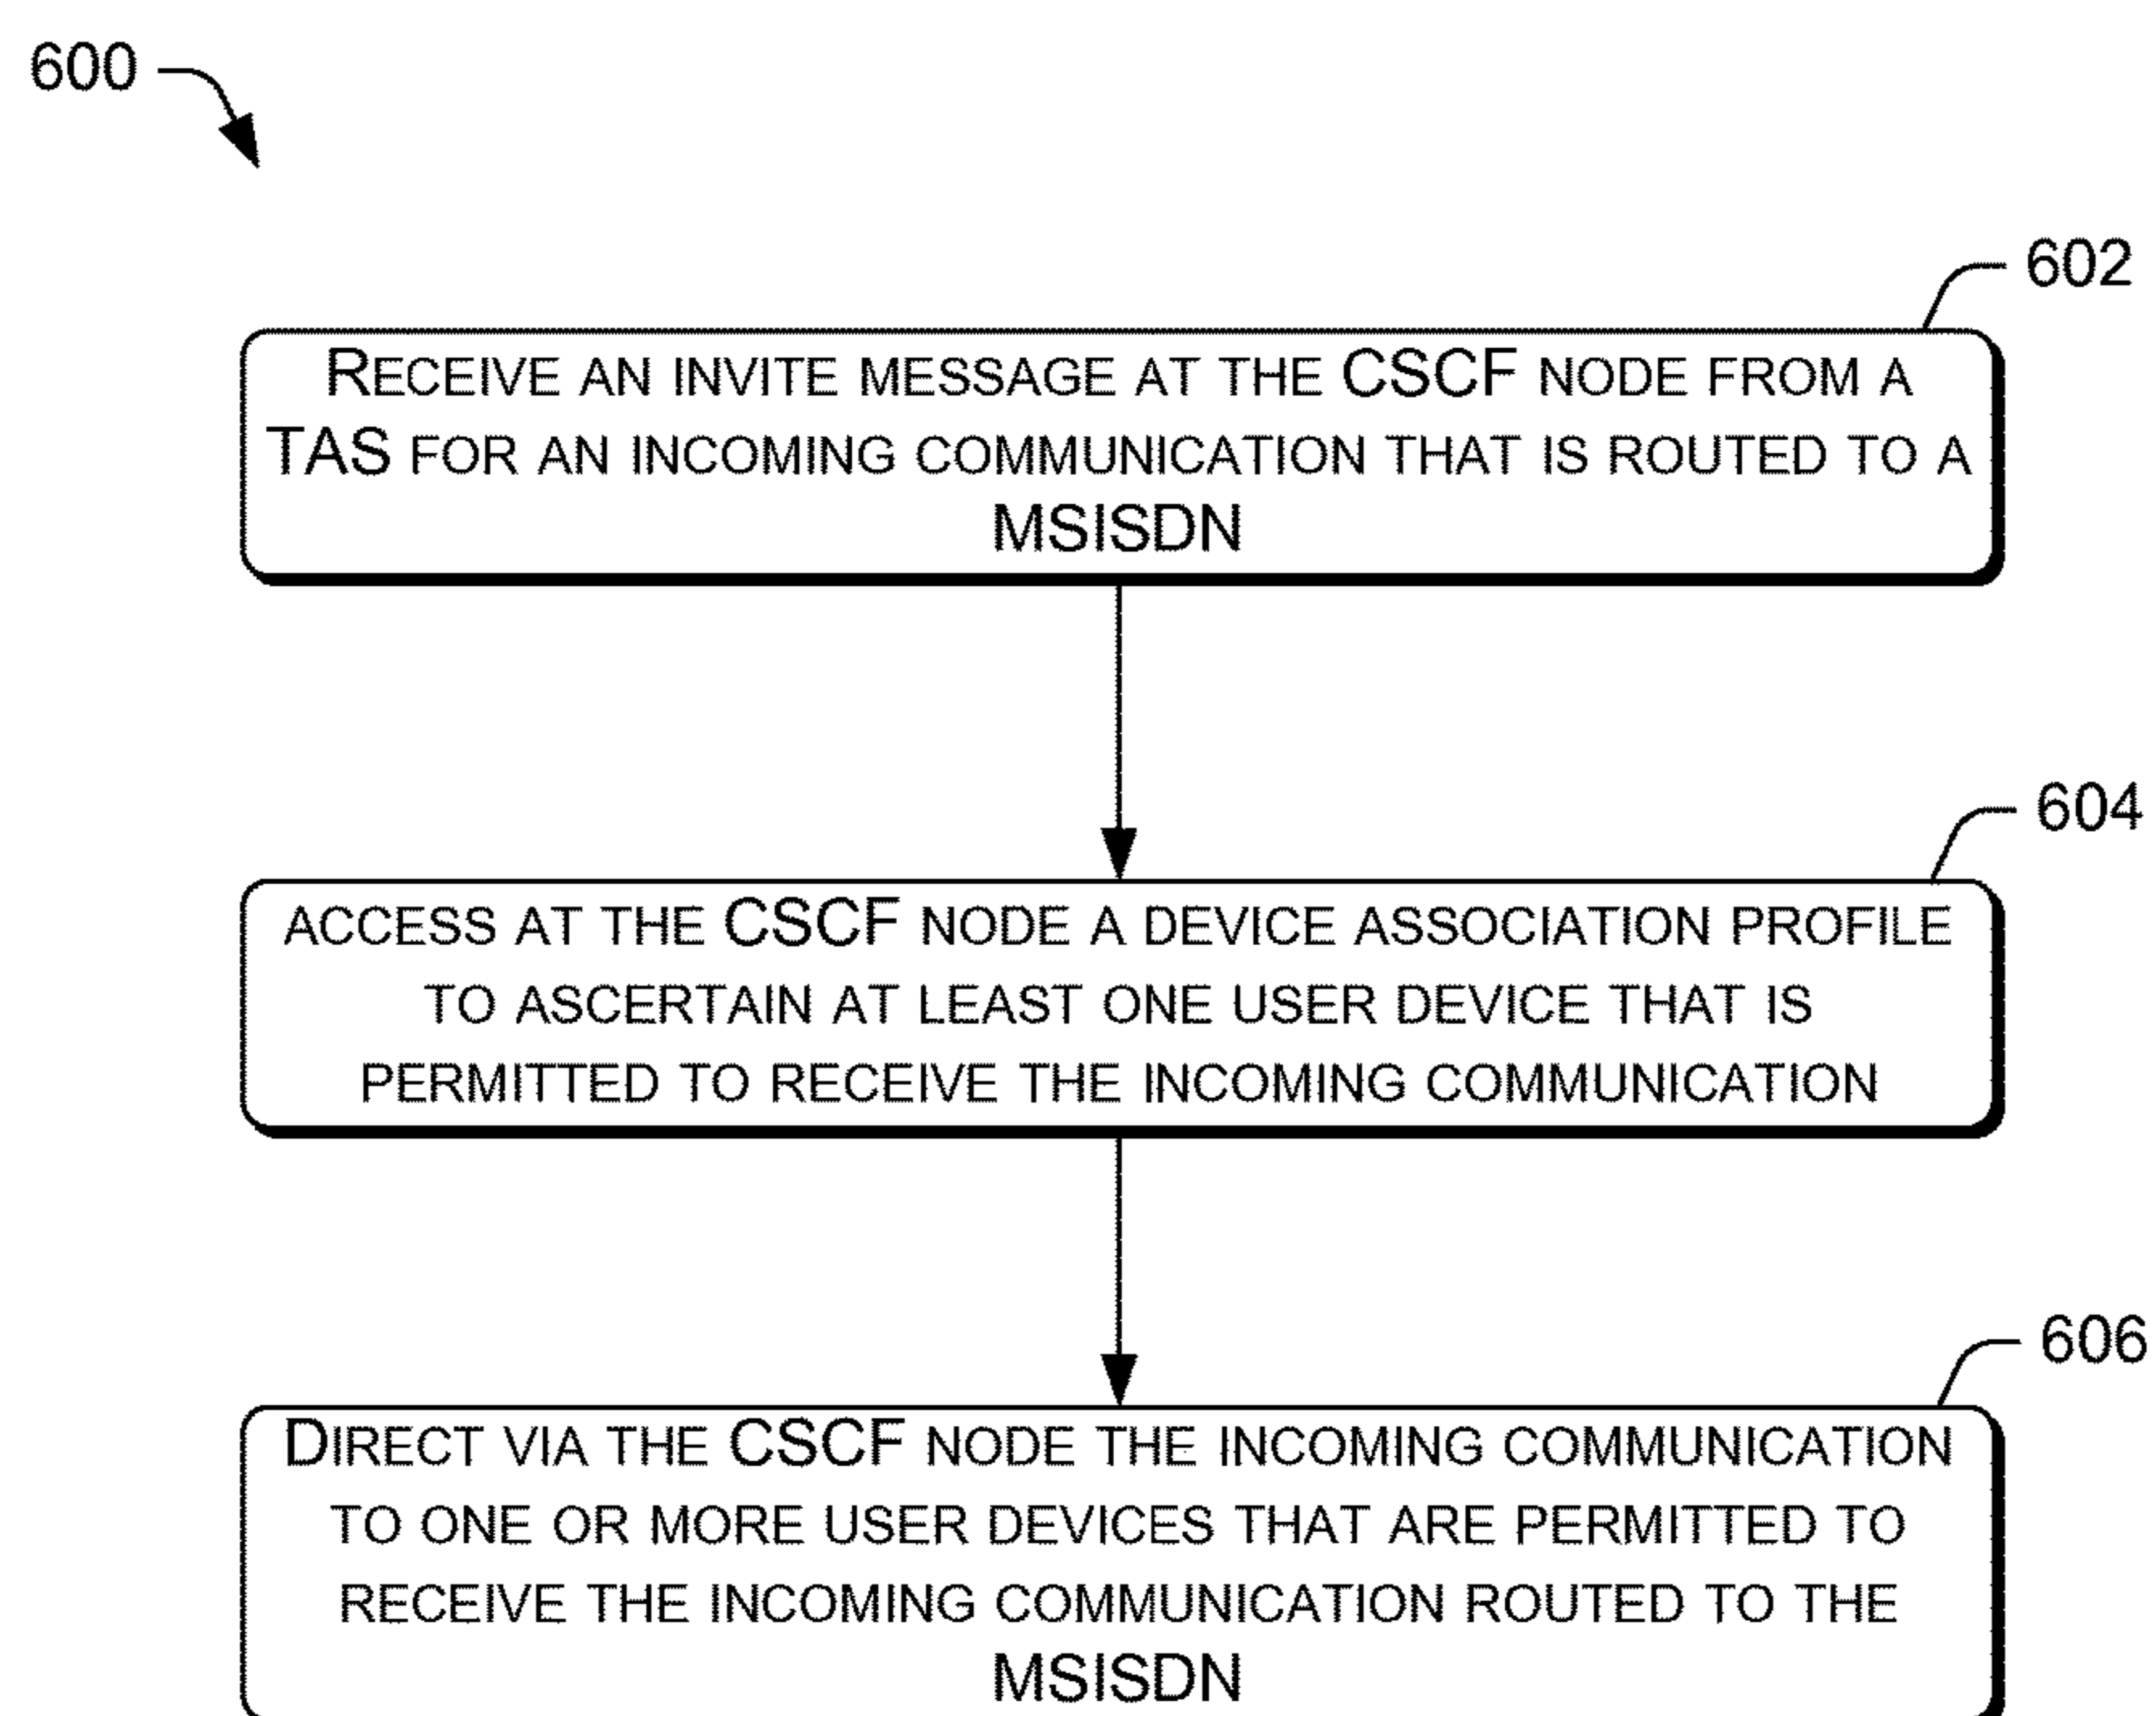 600
602
RECEIVE AN INVITE MESSAGE AT THE CSCF NODE FROM A
TAS FOR AN INCOMING COMMUNICATION THAT IS ROUTED TO A
MSISDN
604
ACCESS AT THE CSCF NODE A DEVICE ASSOCIATION PROFILE
TO ASCERTAIN AT LEAST ONE USER DEVICE THAT IS
PERMITTED TO RECEIVE THE INCOMING COMMUNICATION
606
DIRECT VIA THE CSCF NODE THE INCOMING COMMUNICATION
TO ONE OR MORE USER DEVICES THAT ARE PERMITTED TO
RECEIVE THE INCOMING COMMUNICATION ROUTED TO THE
MSISDN